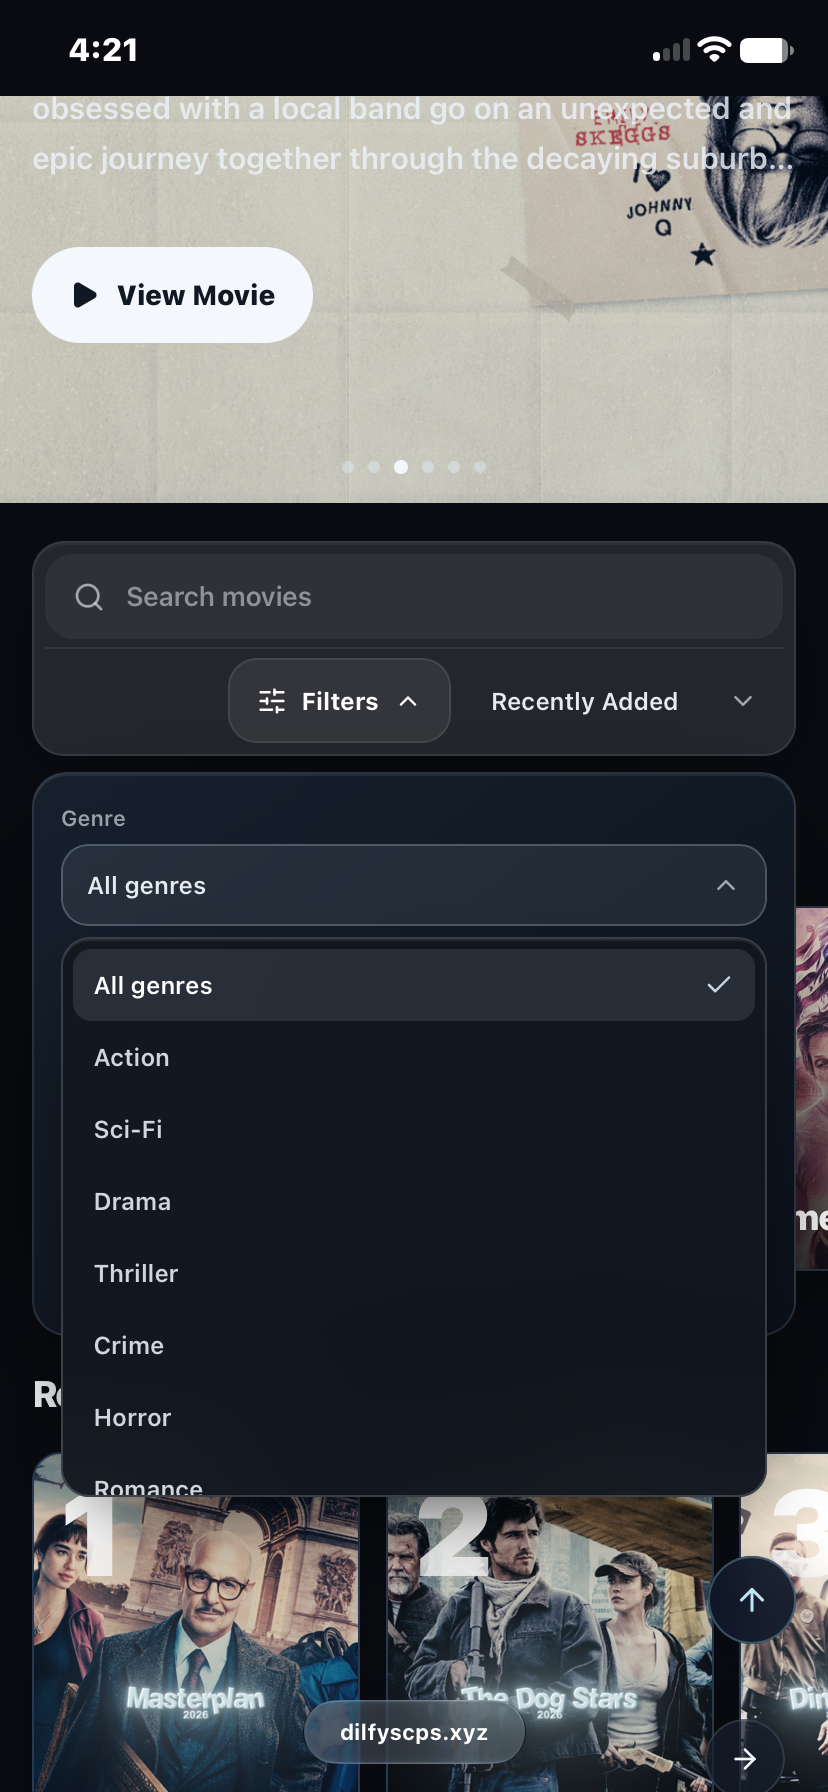 4:21
obsessed with a local band go on an unexpected and
epic journey together through the decaying suburb...
EMILY
SKEGGS
I
JOHNNY
Q
View Movie
Search movies
Filters
Recently Added
Genre
All genres
All genres
Action
Sci-Fi
Drama
Thriller
Crime
Horror
Romance
1
2
3
Masterplan
2026
The Dog Stars
2026
dilfyscps.xyz